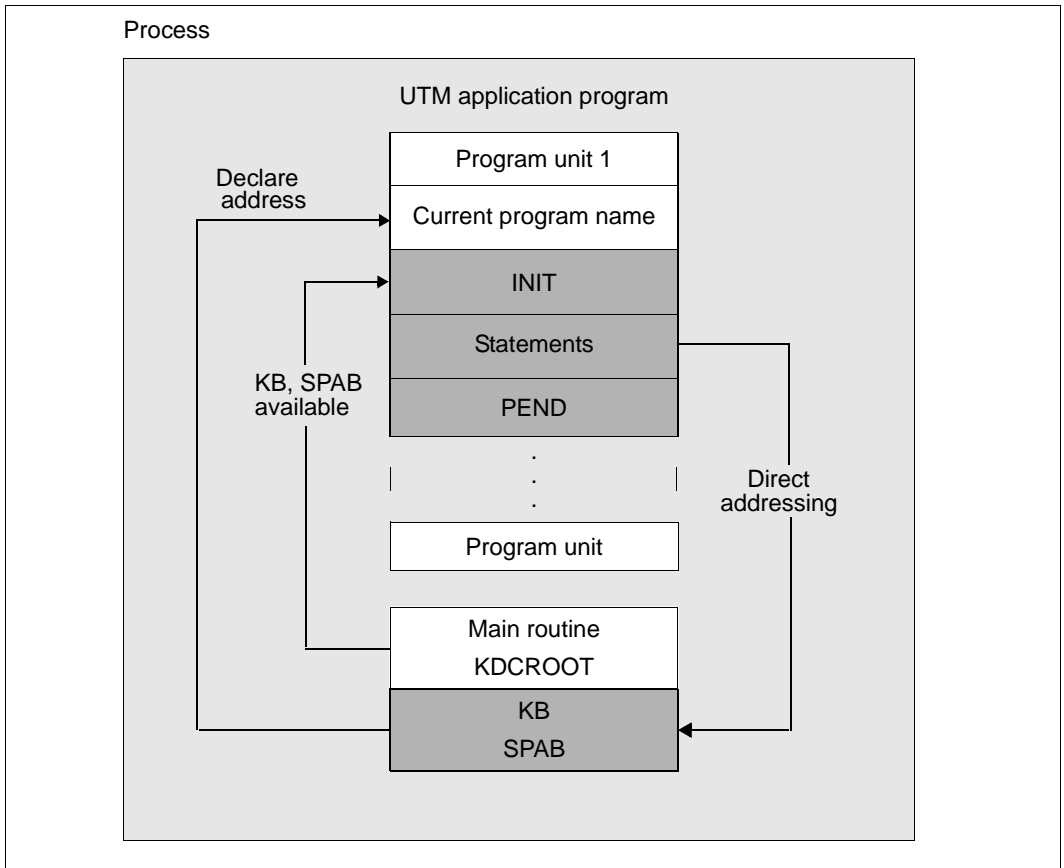 Process
UTM application program
Program unit 1
Declare
address
Current program name
INIT
Statements
KB, SPAB
available
PEND
.
.
.
Direct
addressing
Program unit
Main routine
KDCROOT
KB
SPAB